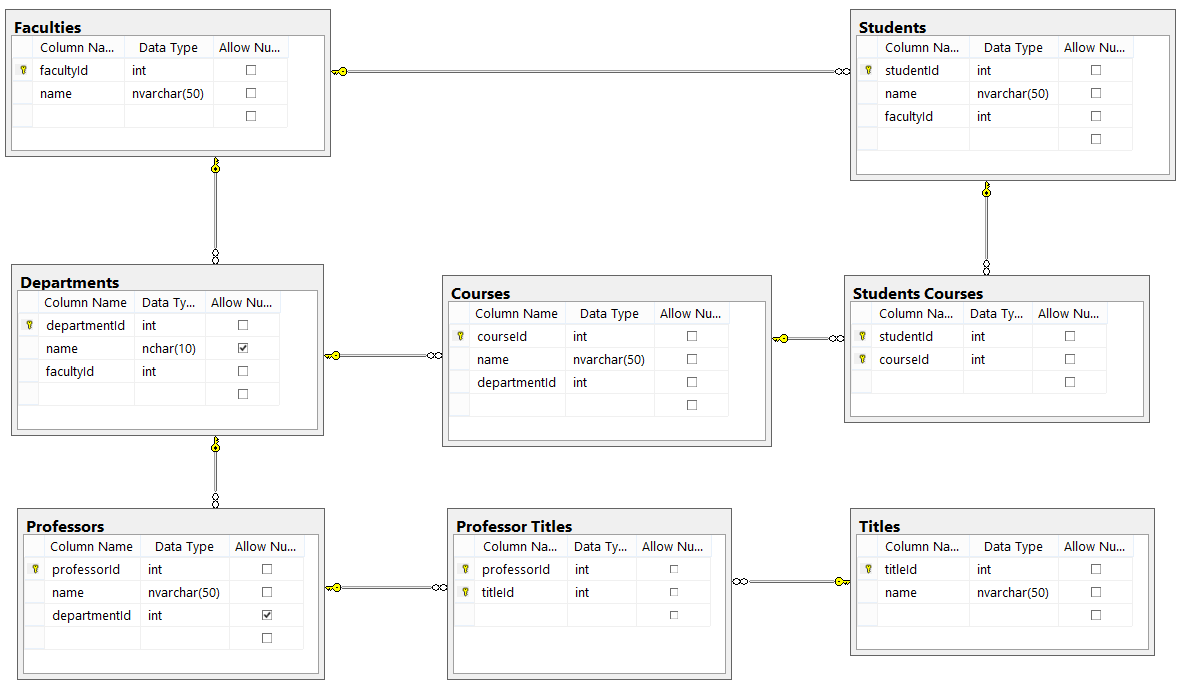 Faculties
Column Na... Data Type Allow Nu...
facultyId int
name nvarchar(50)
Students
Column Na... Data Type Allow Nu...
studentId int
name nvarchar(50)
facultyId int
Departments
Column Name Data Ty... Allow Nu...
departmentId int
name nchar(10)
facultyId int
Courses
Column Name Data Type Allow Nu...
courseId int
name nvarchar(50)
departmentId int
Students Courses
Column Na... Data Ty... Allow Nu...
studentId int
courseId int
Professors
Column Name Data Type Allow Nu...
professorId int
name nvarchar(50)
departmentId int
Professor Titles
Column Na... Data Ty... Allow Nu...
professorId int
titleId int
Titles
Column Na... Data Type Allow Nu...
titleId int
name nvarchar(50)